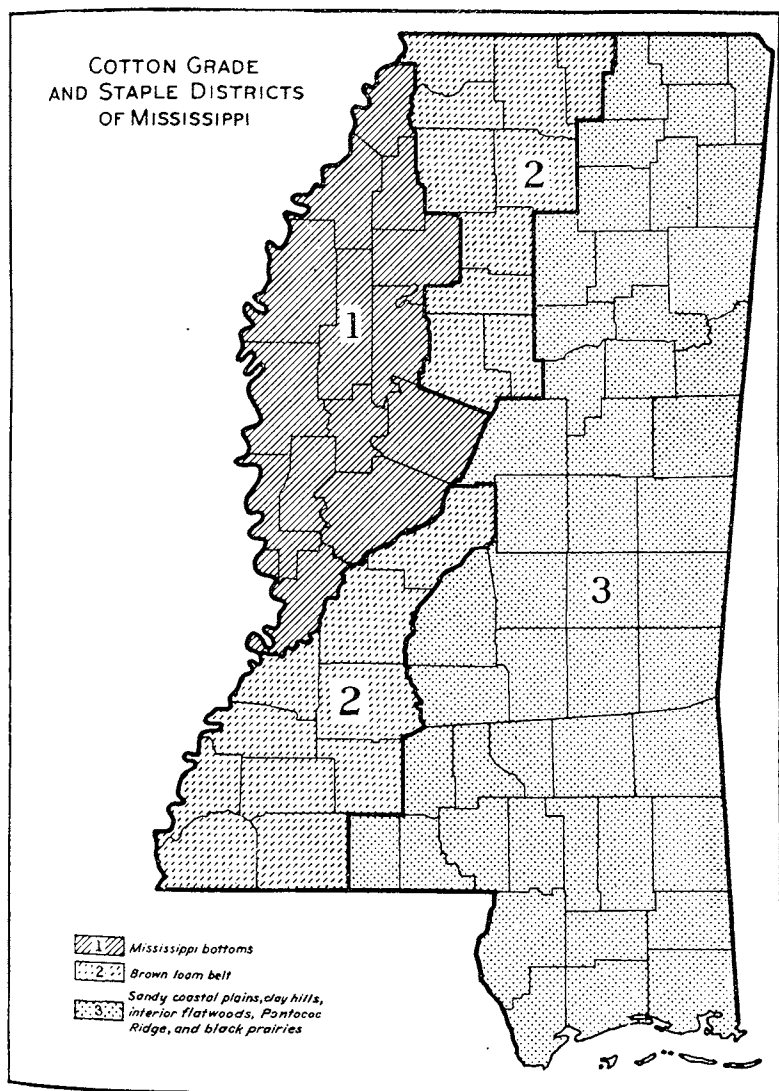 COTTON GRADE
AND STAPLE DISTRICTS
OF MISSISSIPPI
2
1
3
2
1 Mississippi bottoms
2 Brown loam belt
3 Sandy coastal plains, clay hills,
interior flatwoods, Pontococ
Ridge, and black prairies